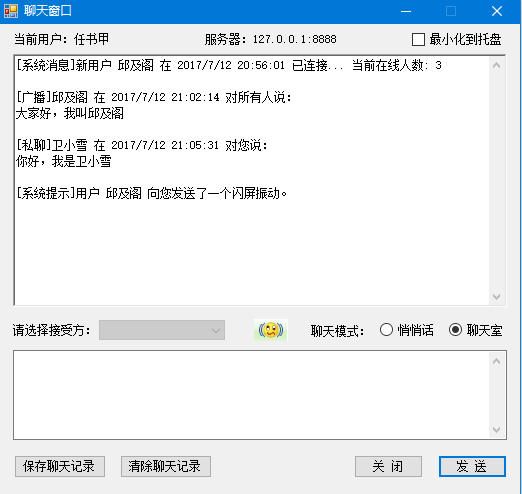 聊天窗口
当前用户：任书甲 服务器：127.0.0.1:8888 最小化到托盘
[系统消息]新用户 邱及阁 在 2017/7/12 20:56:01 已连接... 当前在线人数: 3
[广播]邱及阁 在 2017/7/12 21:02:14 对所有人说：
大家好，我叫邱及阁
[私聊]卫小雪 在 2017/7/12 21:05:31 对您说：
你好，我是卫小雪
[系统提示]用户 邱及阁 向您发送了一个闪屏振动。
请选择接受方： 聊天模式： 悄悄话 聊天室
保存聊天记录 清除聊天记录 关 闭 发 送